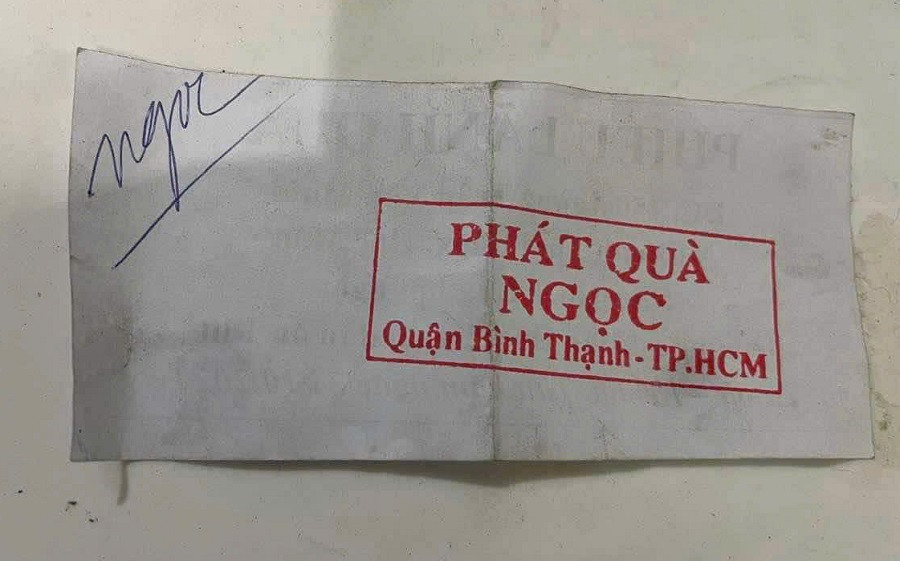 ngọc
PHÁT QUÀ
NGỌC
Quận Bình Thạnh - TP.HCM